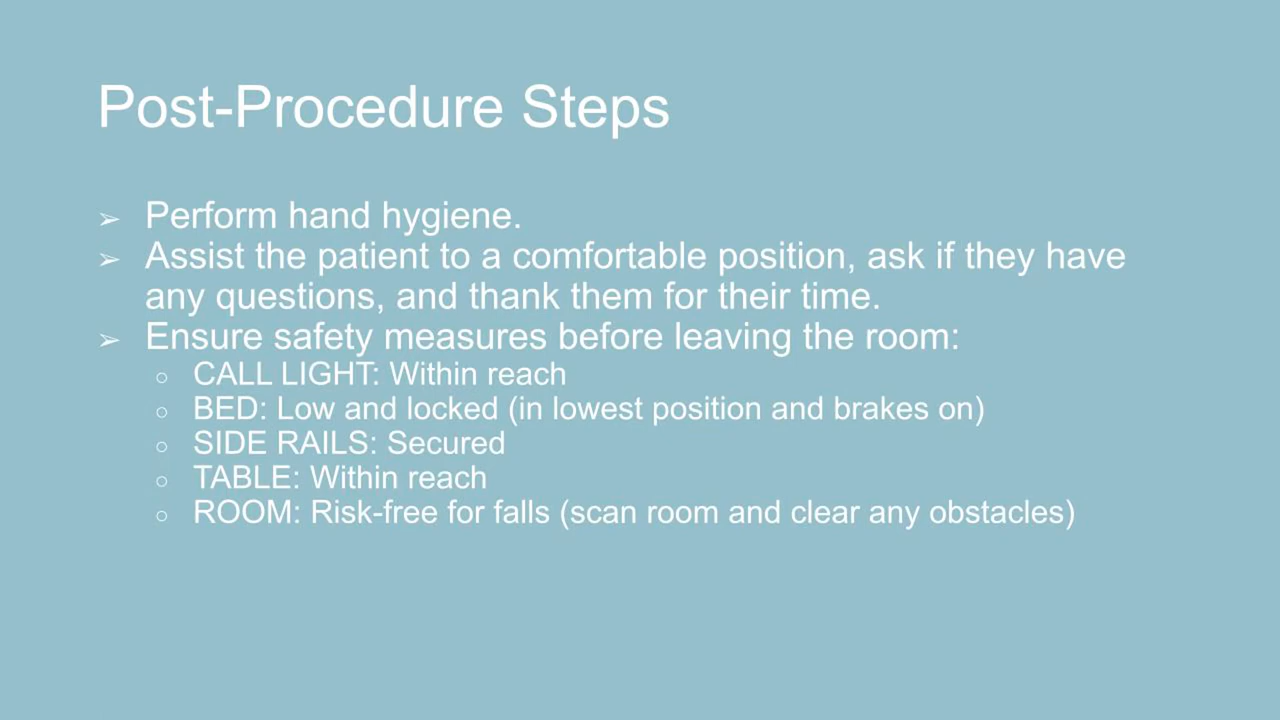 Post-Procedure Steps
➢ Perform hand hygiene.
➢ Assist the patient to a comfortable position, ask if they have
any questions, and thank them for their time.
➢ Ensure safety measures before leaving the room:
○ CALL LIGHT: Within reach
○ BED: Low and locked (in lowest position and brakes on)
○ SIDE RAILS: Secured
○ TABLE: Within reach
○ ROOM: Risk-free for falls (scan room and clear any obstacles)